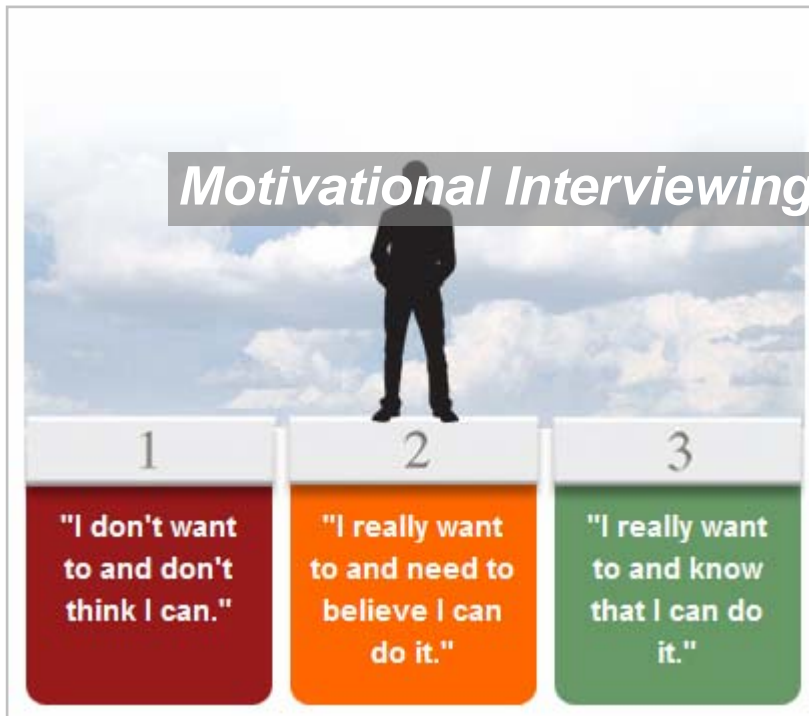 Motivational Interviewing
1
"I don't want
to and don't
think I can."
2
"I really want
to and need to
believe I can
do it."
3
"I really want
to and know
that I can do
it."